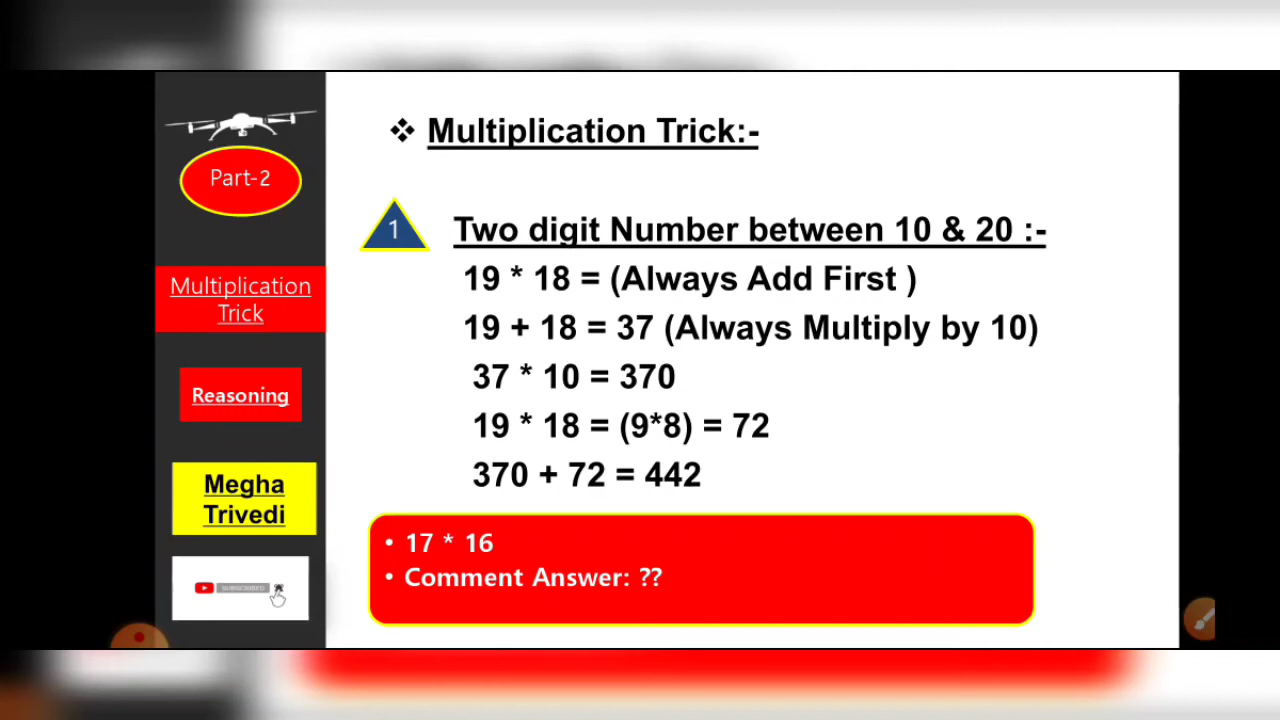 Part-2
Multiplication
Trick
Reasoning
Megha
Trivedi
SUBSCRIBED
❖ Multiplication Trick:-
1
Two digit Number between 10 & 20 :-
19 * 18 = (Always Add First )
19 + 18 = 37 (Always Multiply by 10)
37 * 10 = 370
19 * 18 = (9*8) = 72
370 + 72 = 442
• 17 * 16
• Comment Answer: ??